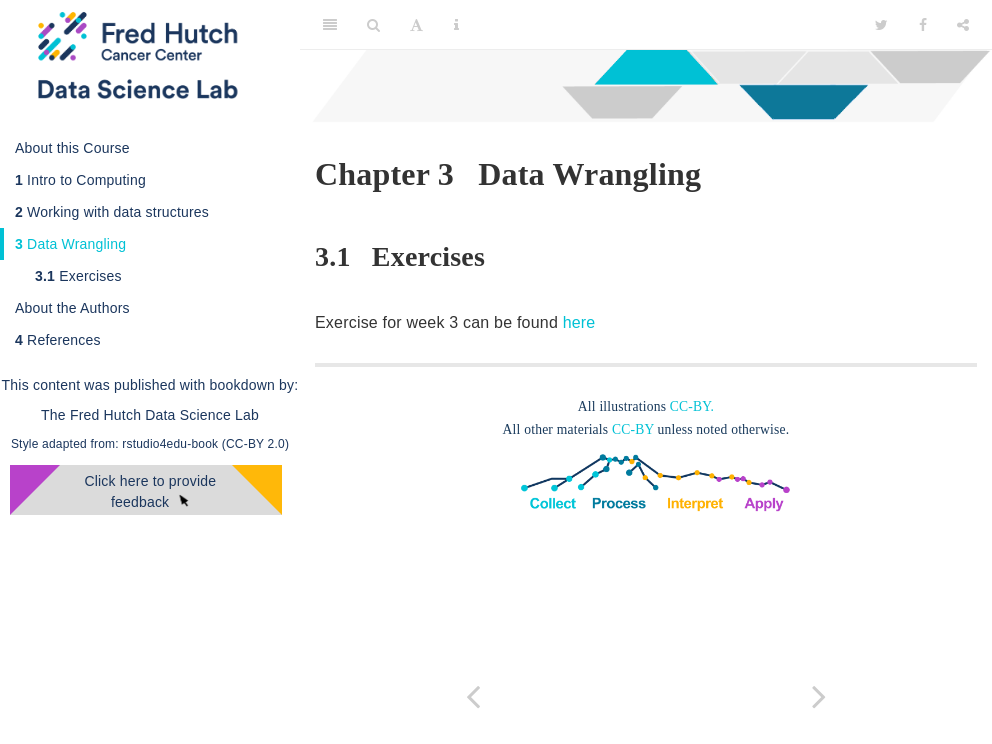 Fred Hutch
Cancer Center
Data Science Lab
About this Course
1 Intro to Computing
2 Working with data structures
3 Data Wrangling
3.1 Exercises
About the Authors
4 References
This content was published with bookdown by:
The Fred Hutch Data Science Lab
Style adapted from: rstudio4edu-book (CC-BY 2.0)
Click here to provide
feedback
Chapter 3 Data Wrangling
3.1 Exercises
Exercise for week 3 can be found here
All illustrations CC-BY.
All other materials CC-BY unless noted otherwise.
Collect Process Interpret Apply